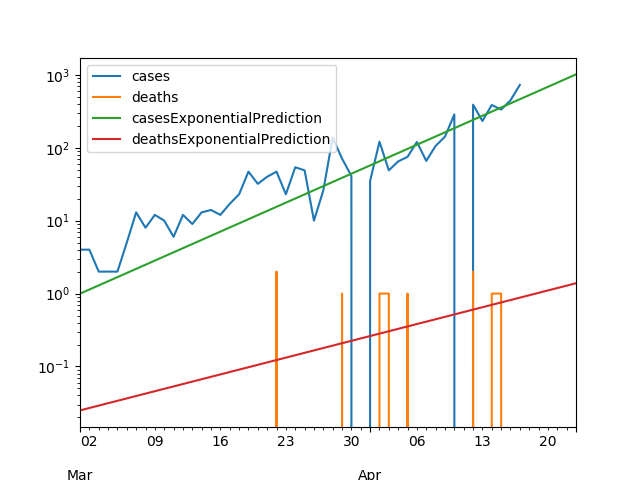 cases
deaths
casesExponentialPrediction
deathsExponentialPrediction
10³
10²
10¹
10⁰
10⁻¹
02 09 16 23 30 06 13 20
Mar Apr